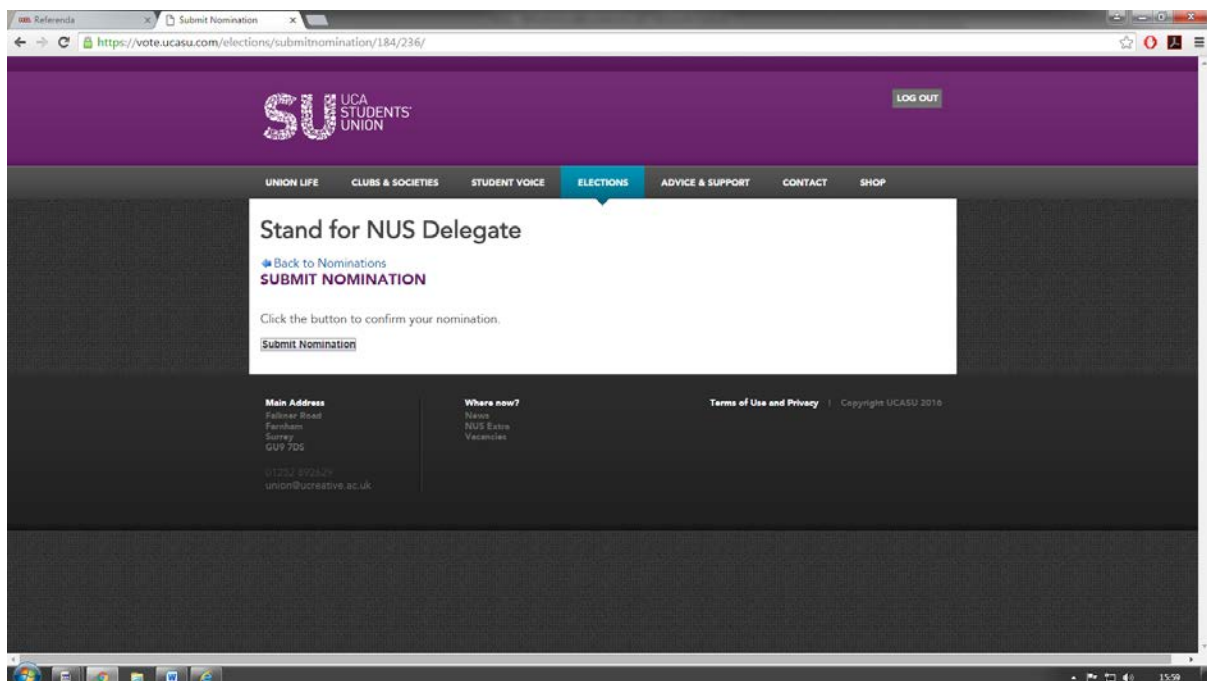 Referenda
Submit Nomination
https://vote.ucasu.com/elections/submitnomination/184/236/
SU UCA
STUDENTS'
UNION
LOG OUT
UNION LIFE CLUBS & SOCIETIES STUDENT VOICE ELECTIONS ADVICE & SUPPORT CONTACT SHOP
Stand for NUS Delegate
Back to Nominations
SUBMIT NOMINATION
Click the button to confirm your nomination.
Submit Nomination
Main Address
Falkner Road
Farnham
Surrey
GU9 7DS
01252 892629
union@ucreative.ac.uk
Where now?
News
NUS Extra
Vacancies
Terms of Use and Privacy | Copyright UCASU 2016
15:59